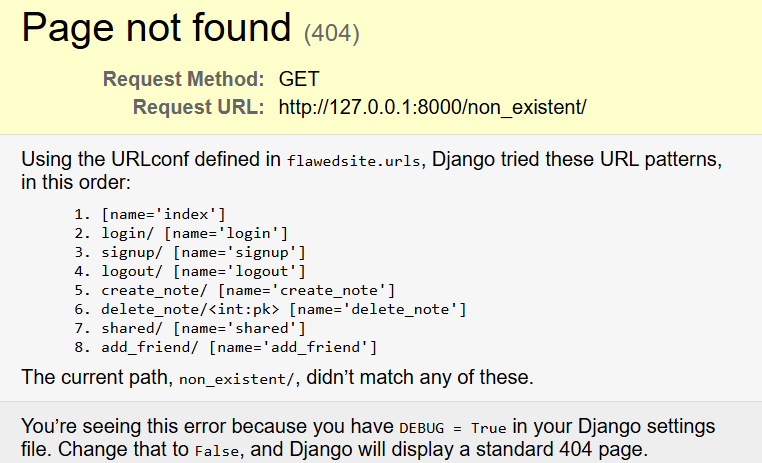 Page not found (404)
Request Method: GET
Request URL: http://127.0.0.1:8000/non_existent/
Using the URLconf defined in flawedsite.urls, Django tried these URL patterns,
in this order:
1. [name='index']
2. login/ [name='login']
3. signup/ [name='signup']
4. logout/ [name='logout']
5. create_note/ [name='create_note']
6. delete_note/<int:pk> [name='delete_note']
7. shared/ [name='shared']
8. add_friend/ [name='add_friend']
The current path, non_existent/, didn’t match any of these.
You’re seeing this error because you have DEBUG = True in your Django settings
file. Change that to False, and Django will display a standard 404 page.